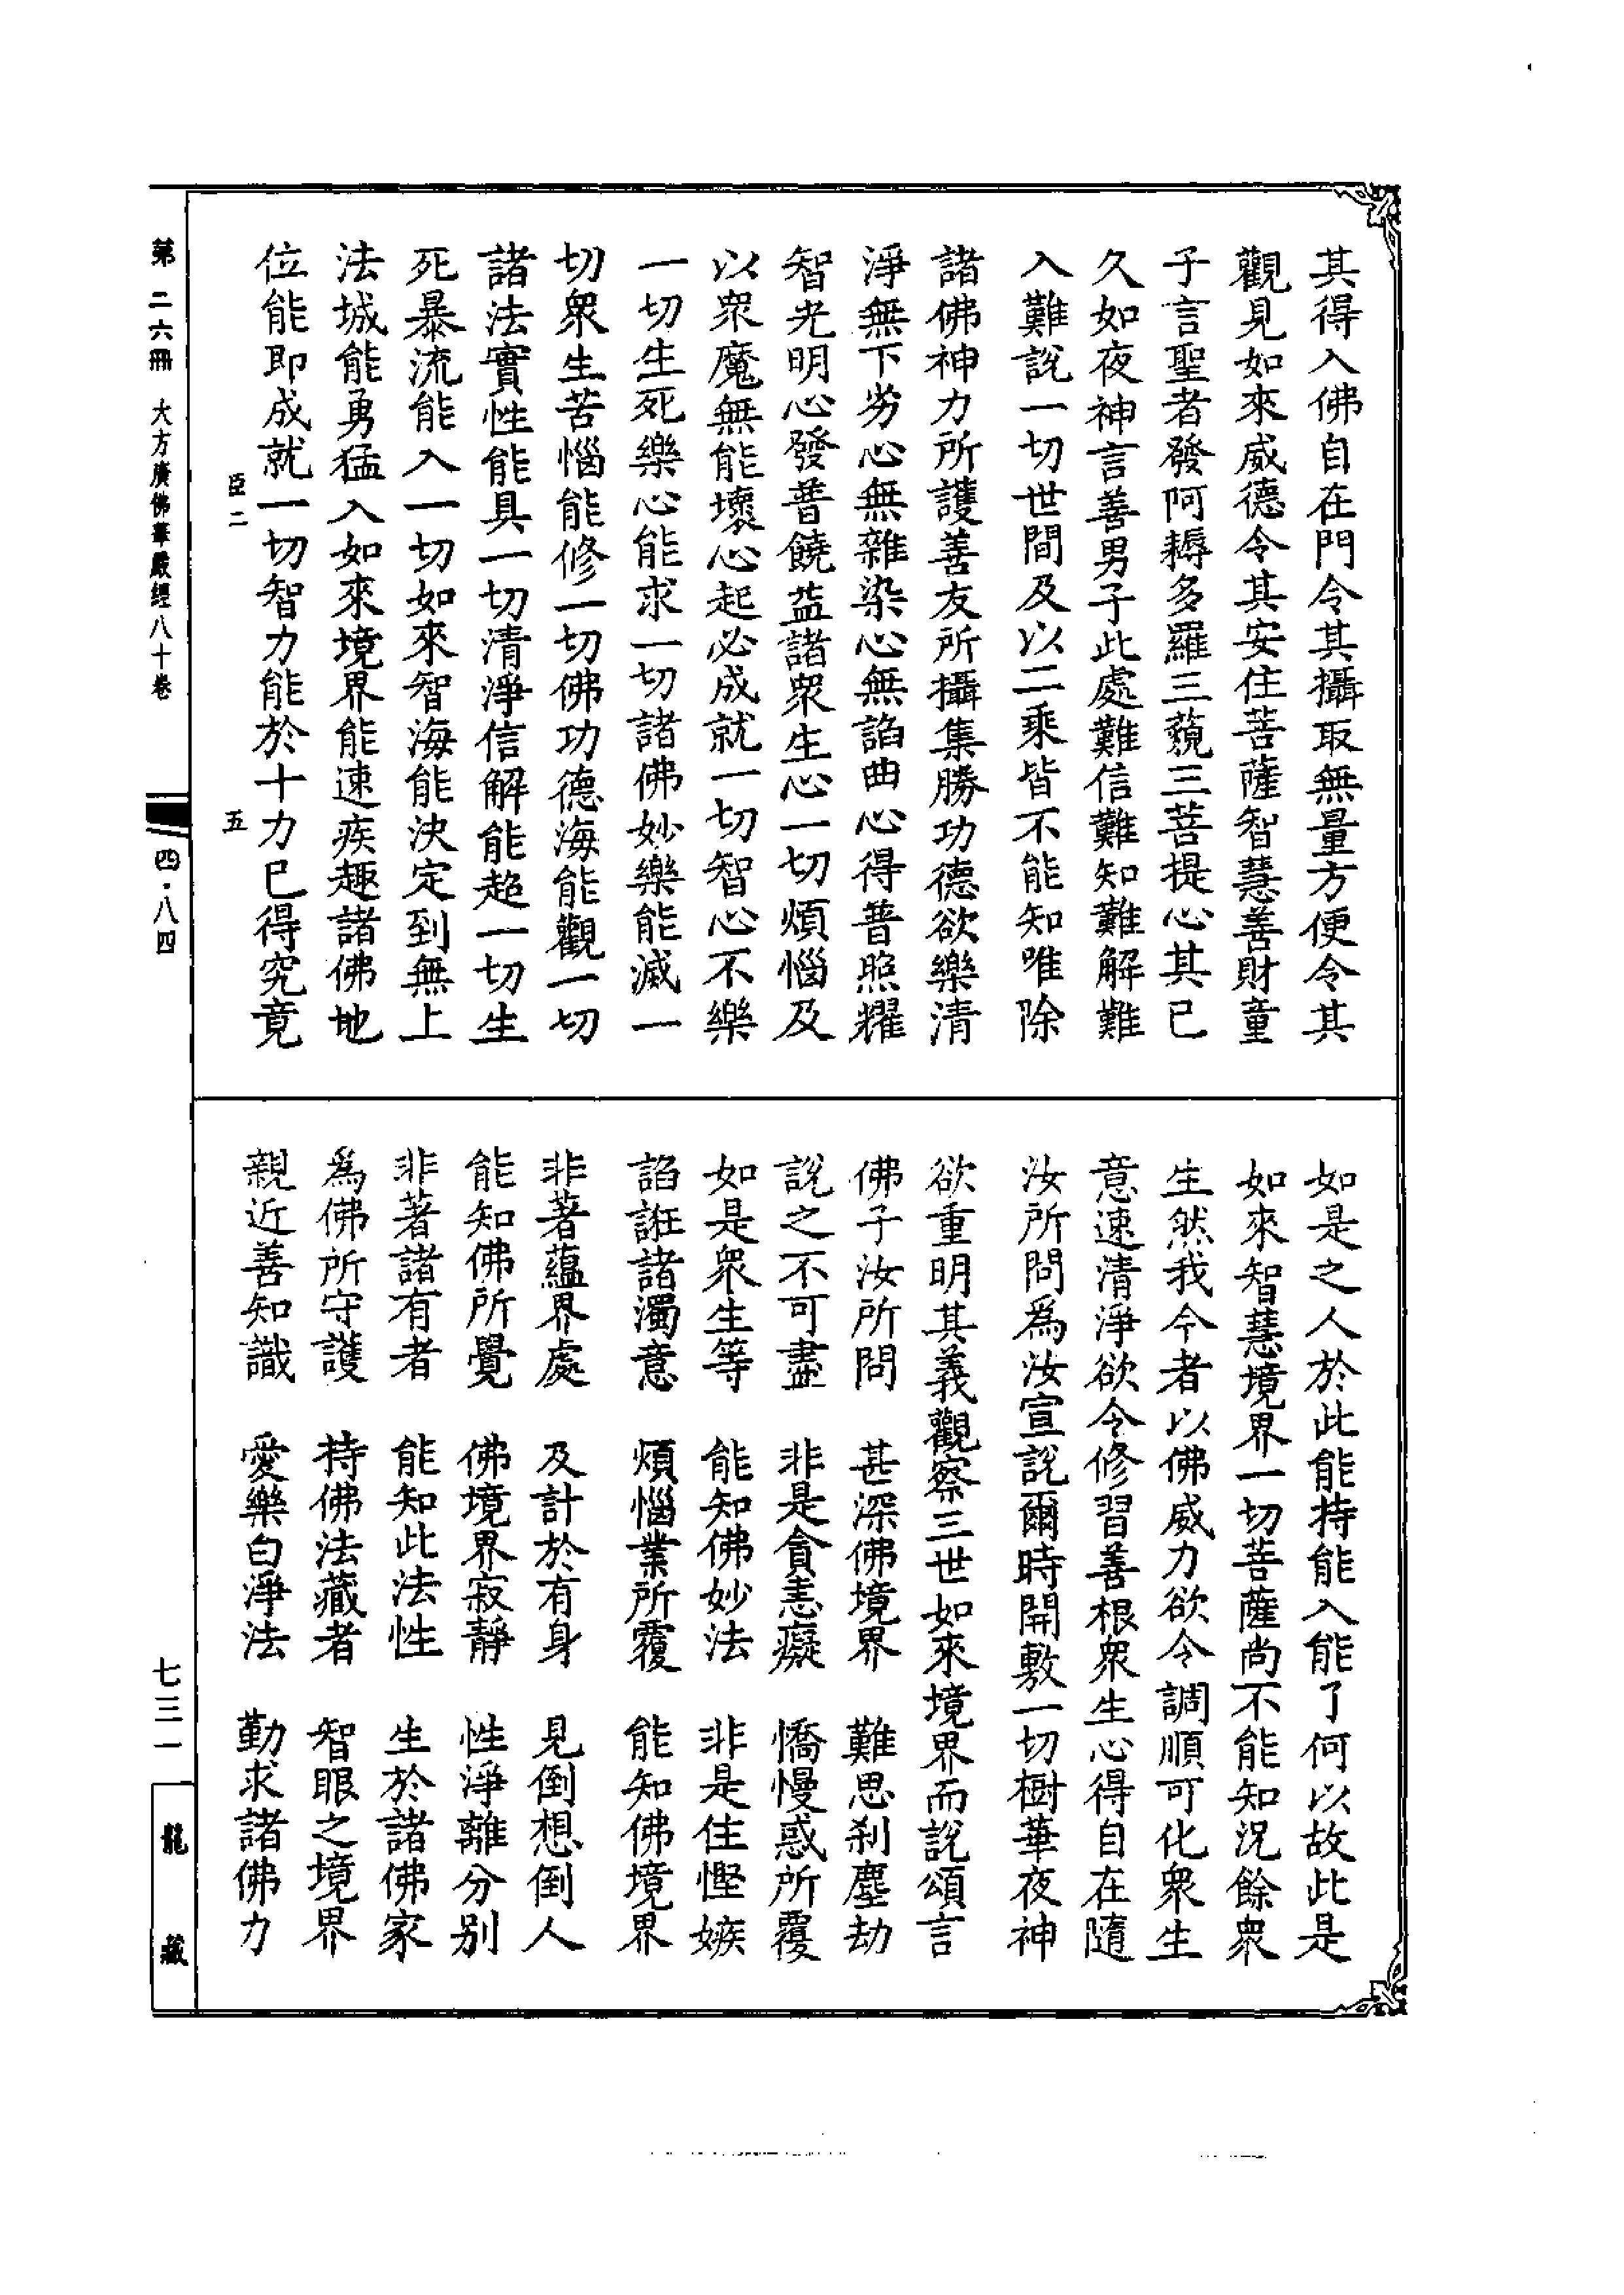 其得入佛自在門令其攝取無量方便令其
觀見如來威德令其安住菩薩智慧善財童
子言聖者發阿耨多羅三藐三菩提心其已
久如夜神言善男子此處難信難知難解難
入難說一切世間及以二乘皆不能知唯除
諸佛神力所護善友所攝集勝功德欲樂清
淨無下劣心無雜染心無諂曲心得普照耀
智光明心發普饒益諸眾生心一切煩惱及
以眾魔無能壞心起必成就一切智心不樂
一切生死樂心能求一切諸佛妙樂能滅一
切眾生苦惱能修一切佛功德海能觀一切
諸法實性能具一切清淨信解能超一切生
死暴流能入一切如來智海能決定到無上
法城能勇猛入如來境界能速疾趣諸佛地
位能即成就一切智力能於十力已得究竟
臣二
五
如是之人於此能持能入能了何以故此是
如來智慧境界一切菩薩尚不能知況餘眾
生然我今者以佛威力欲令調順可化眾生
意速清淨欲令修習善根眾生心得自在隨
汝所問為汝宣說爾時開敷一切樹華夜神
欲重明其義觀察三世如來境界而說頌言
佛子汝所問 甚深佛境界 難思刹塵劫
說之不可盡 非是貪恚癡 憍慢惑所覆
如是眾生等 能知佛妙法 非是住慳嫉
諂誑諸濁意 煩惱業所覆 能知佛境界
非著蘊界處 及計於有身 見倒想倒人
能知佛所覺 佛境界寂靜 性淨離分別
非著諸有者 能知此法性 生於諸佛家
為佛所守護 持佛法藏者 智眼之境界
親近善知識 愛樂白淨法 勤求諸佛力
第二六冊 大方廣佛華嚴經八十卷
四・八四
七三一
龍藏